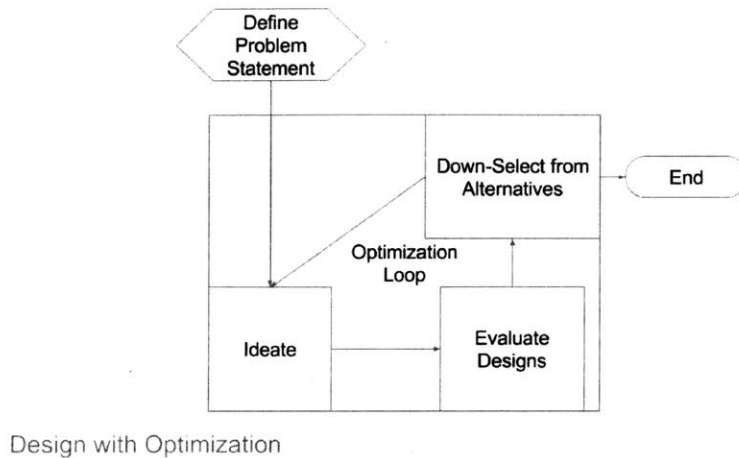 Define
Problem
Statement
Down-Select from
Alternatives
End
Optimization
Loop
Ideate
Evaluate
Designs
Design with Optimization